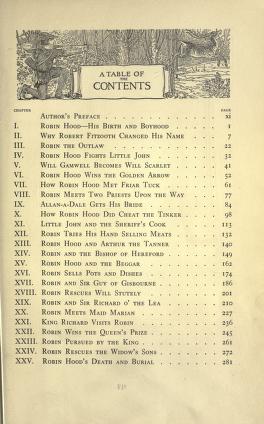 A TABLE OF
THE
CONTENTS
CHAPTER PAGE
AUTHOR'S PREFACE xi
I. ROBIN HOOD—HIS BIRTH AND BOYHOOD 1
II. WHY ROBERT FITZOOTH CHANGED HIS NAME 7
III. ROBIN THE OUTLAW 22
IV. ROBIN HOOD FIGHTS LITTLE JOHN 32
V. WILL GAMWELL BECOMES WILL SCARLET 41
VI. ROBIN HOOD WINS THE GOLDEN ARROW 52
VII. HOW ROBIN HOOD MET FRIAR TUCK 61
VIII. ROBIN MEETS TWO PRIESTS UPON THE WAY 77
IX. ALLAN-A-DALE GETS HIS BRIDE 84
X. HOW ROBIN HOOD DID CHEAT THE TINKER 98
XI. LITTLE JOHN AND THE SHERIFF'S COOK 113
XII. ROBIN TRIES HIS HAND SELLING MEATS 132
XIII. ROBIN HOOD AND ARTHUR THE TANNER 140
XIV. ROBIN AND THE BISHOP OF HEREFORD 149
XV. ROBIN HOOD AND THE BEGGAR 162
XVI. ROBIN SELLS POTS AND DISHES 174
XVII. ROBIN AND SIR GUY OF GISBOURNE 186
XVIII. ROBIN RESCUES WILL STUTELY 201
XIX. ROBIN AND SIR RICHARD O' THE LEA 210
XX. ROBIN MEETS MAID MARIAN 227
XXI. KING RICHARD VISITS ROBIN 236
XXII. ROBIN WINS THE QUEEN'S PRIZE 245
XXIII. ROBIN PURSUED BY THE KING 261
XXIV. ROBIN RESCUES THE WIDOW'S SONS 272
XXV. ROBIN HOOD'S DEATH AND BURIAL 281